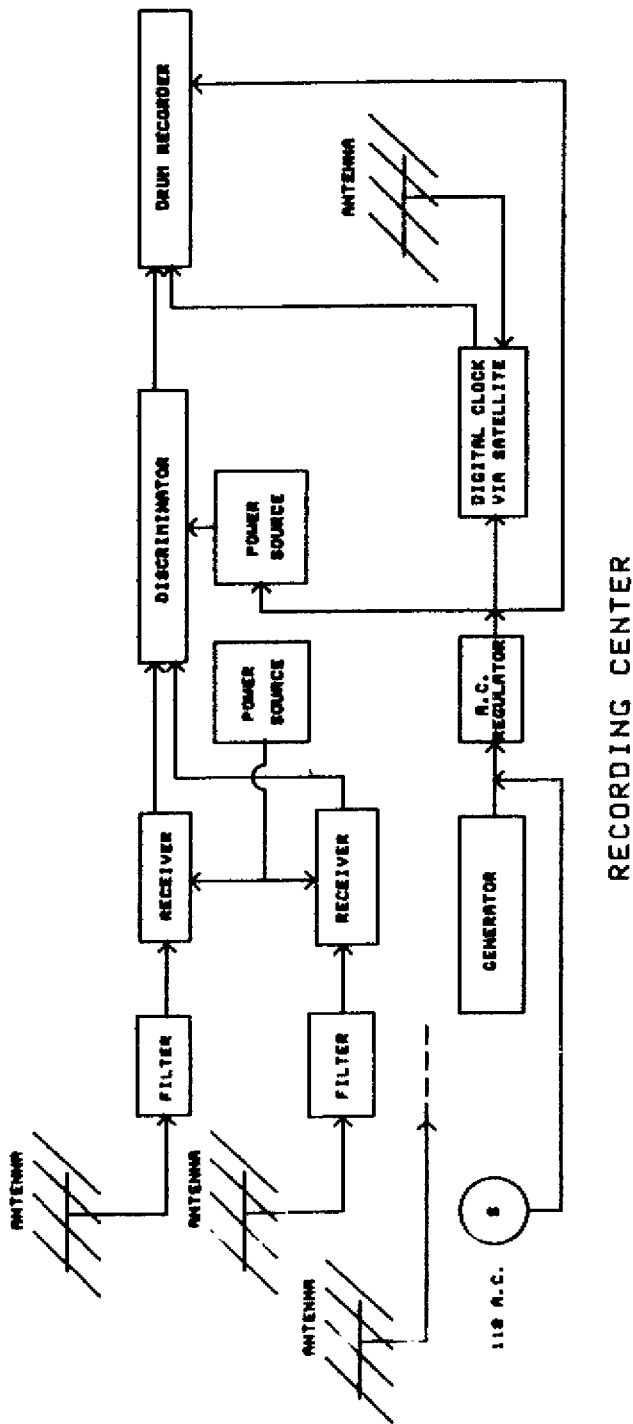 ANTENNA
FILTER
RECEIVER
DISCRIMINATOR
DRUM RECORDER
ANTENNA
POWER
SOURCE
POWER
SOURCE
FILTER
RECEIVER
ANTENNA
ANTENNA
110 A.C.
GENERATOR
A.C.
REGULATOR
DIGITAL CLOCK
VIA SATELLITE
RECORDING CENTER